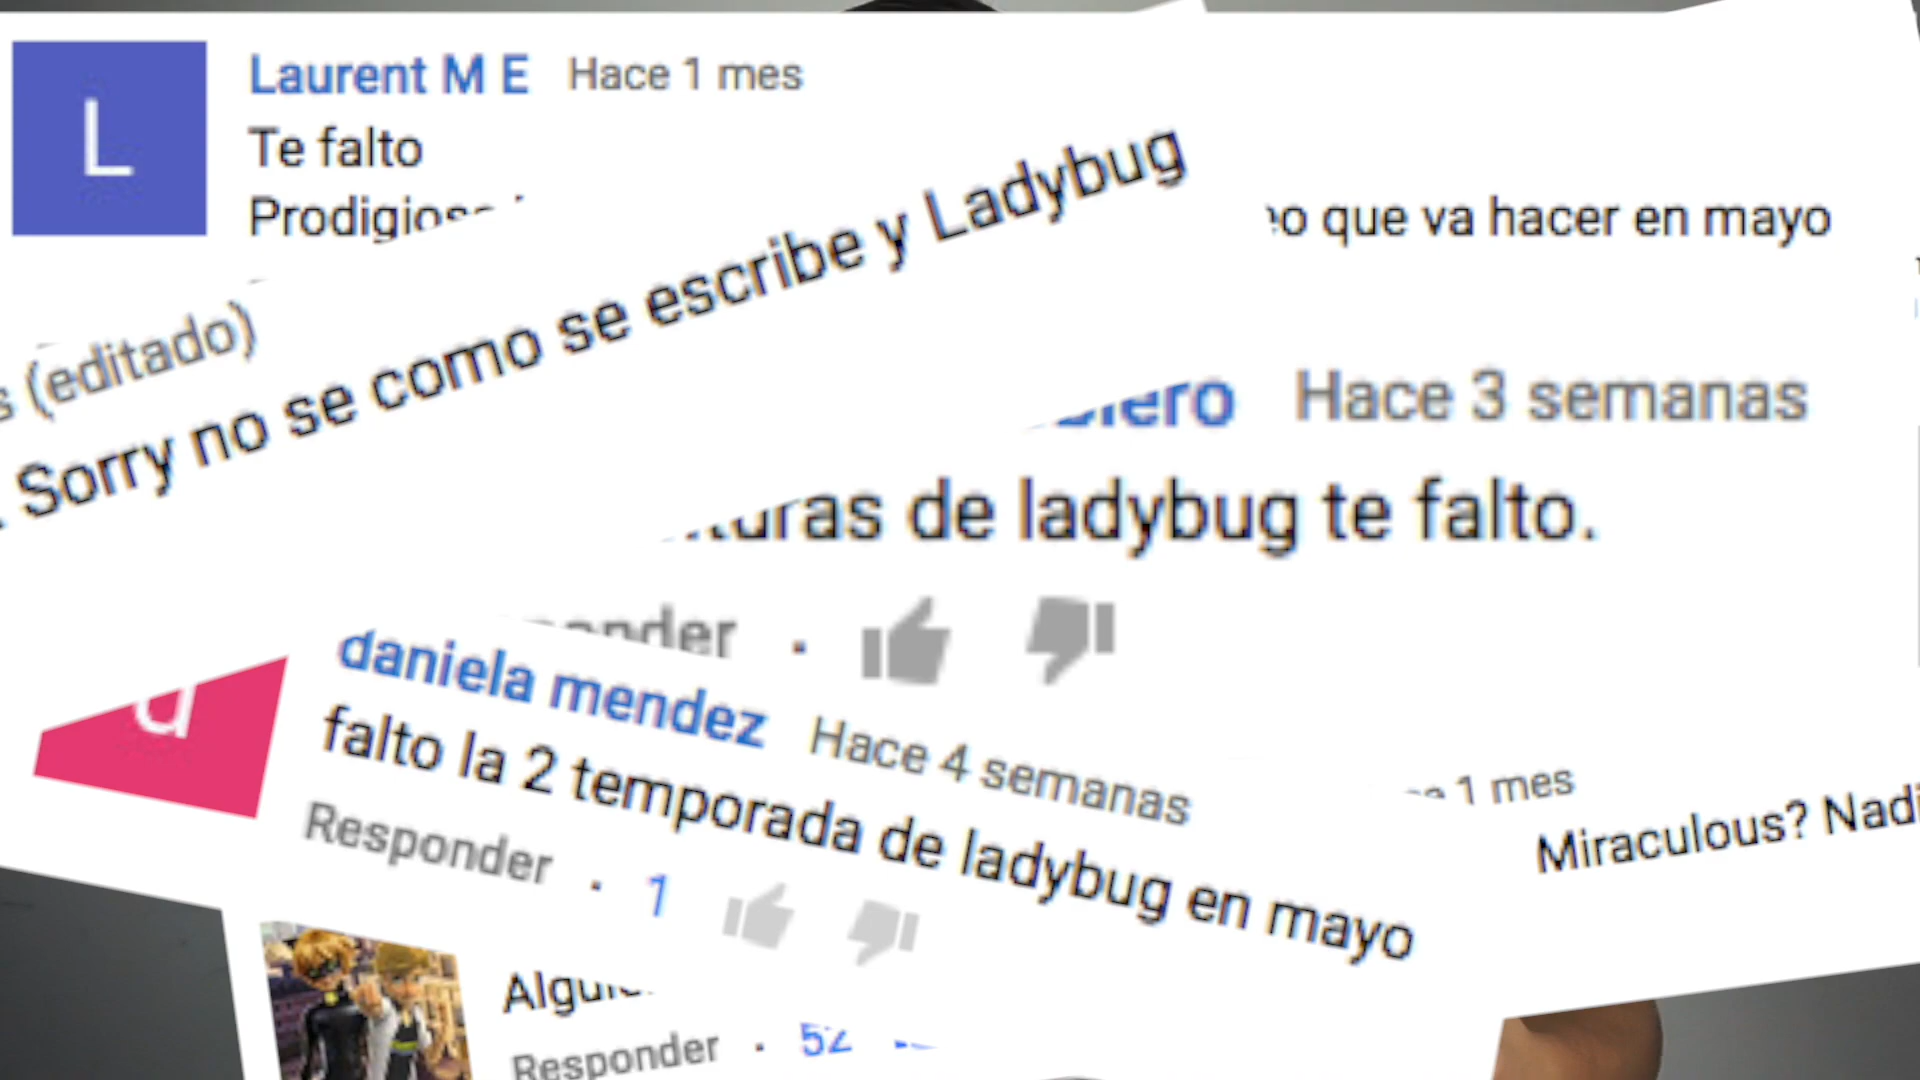 L
Laurent M E Hace 1 mes
Te falto
que va hacer en mayo
(editado)
Sorry no se como se escribe y Ladybug
Hace 3 semanas
de ladybug te falto.
daniela mendez Hace 4 semanas
falto la 2 temporada de ladybug en mayo
Responder · 1
1 mes
Miraculous?
Responder · 52